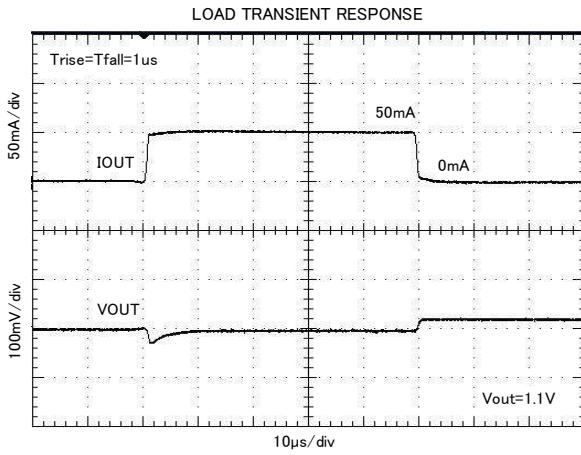 LOAD TRANSIENT RESPONSE
Trise=Tfall=1us
50mA/div
50mA
IOUT
0mA
VOUT
100mV/div
Vout=1.1V
10µs/div